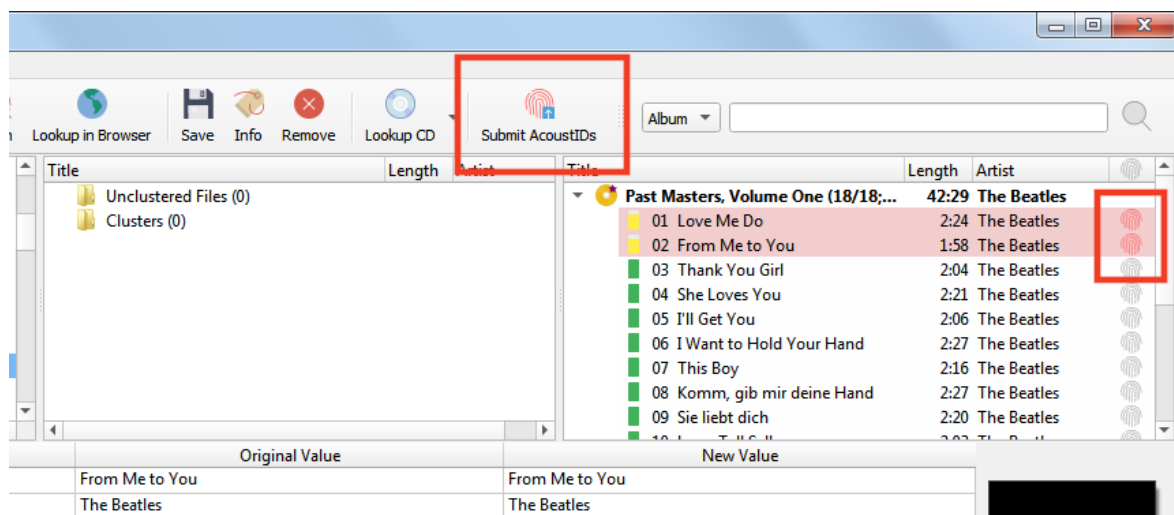 Lookup in Browser Save Info Remove Lookup CD Submit AcoustIDs Album
Title Length Artist
Unclustered Files (0)
Clusters (0)
Title Length Artist
Past Masters, Volume One (18/18;... 42:29 The Beatles
01 Love Me Do 2:24 The Beatles
02 From Me to You 1:58 The Beatles
03 Thank You Girl 2:04 The Beatles
04 She Loves You 2:21 The Beatles
05 I'll Get You 2:06 The Beatles
06 I Want to Hold Your Hand 2:27 The Beatles
07 This Boy 2:16 The Beatles
08 Komm, gib mir deine Hand 2:27 The Beatles
09 Sie liebt dich 2:20 The Beatles
Original Value New Value
From Me to You From Me to You
The Beatles The Beatles